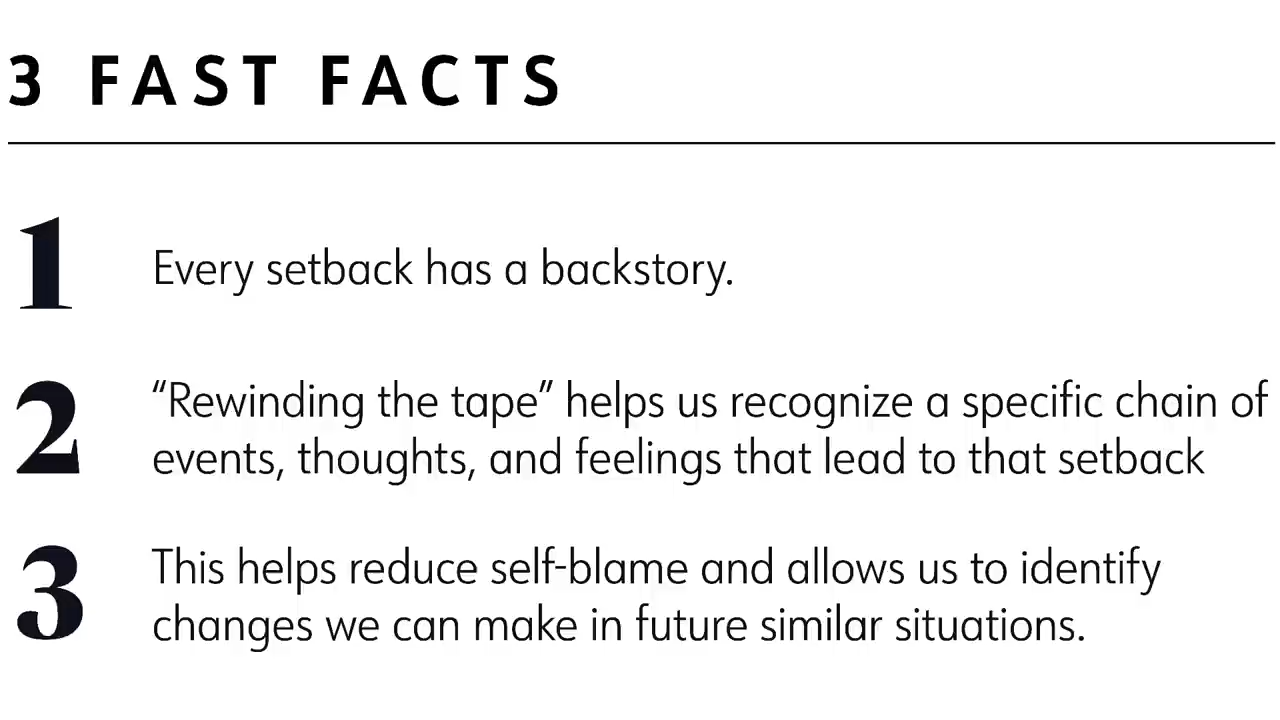 3 FAST FACTS
1 Every setback has a backstory.
2 “Rewinding the tape” helps us recognize a specific chain of
events, thoughts, and feelings that lead to that setback
3 This helps reduce self-blame and allows us to identify
changes we can make in future similar situations.